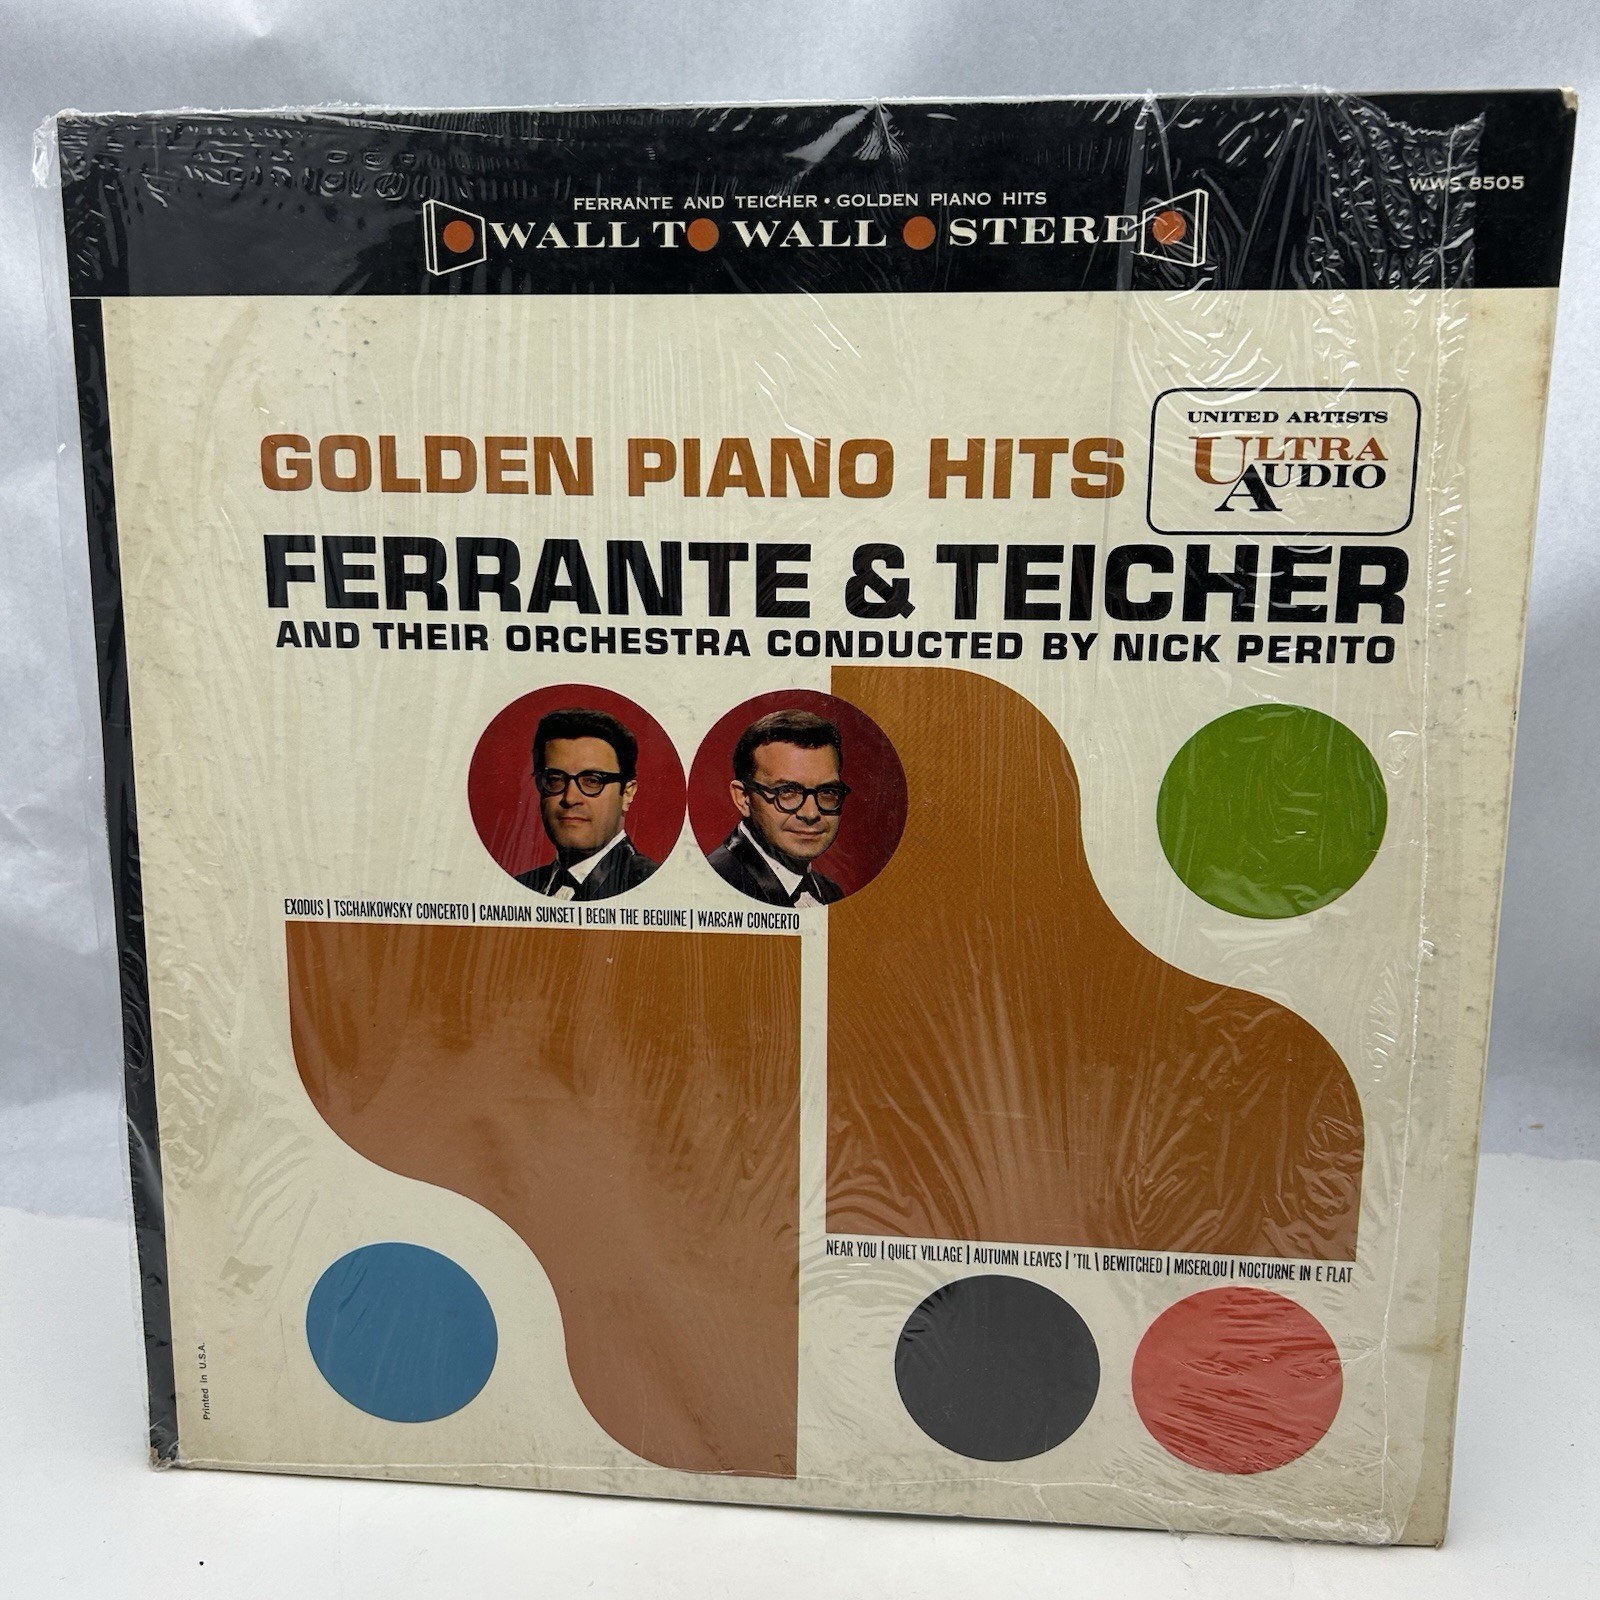 FERRANTE AND TEICHER • GOLDEN PIANO HITS
WALL TO WALL STEREO
WWS 8505
GOLDEN PIANO HITS
UNITED ARTISTS
ULTRA
AUDIO
FERRANTE & TEICHER
AND THEIR ORCHESTRA CONDUCTED BY NICK PERITO
EXODUS | TSCHAIKOWSKY CONCERTO | CANADIAN SUNSET | BEGIN THE BEGUINE | WARSAW CONCERTO
NEAR YOU | QUIET VILLAGE | AUTUMN LEAVES | 'TIL \ BEWITCHED | MISERLOU | NOCTURNE IN E FLAT
Printed in U.S.A.